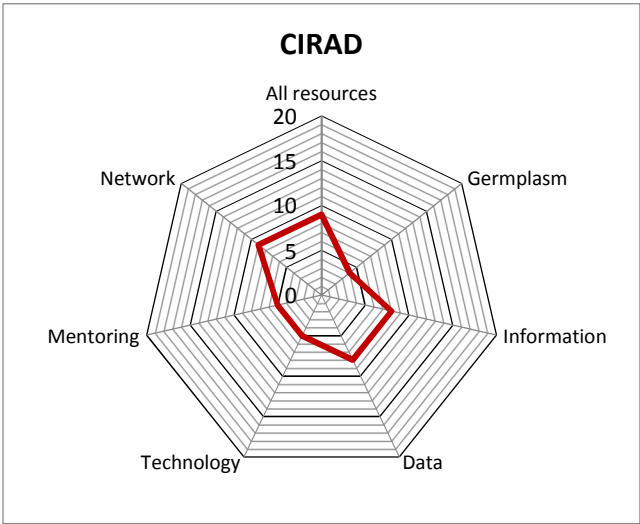 CIRAD
All resources
20
15
10
5
0
Network
Germplasm
Mentoring
Information
Technology
Data